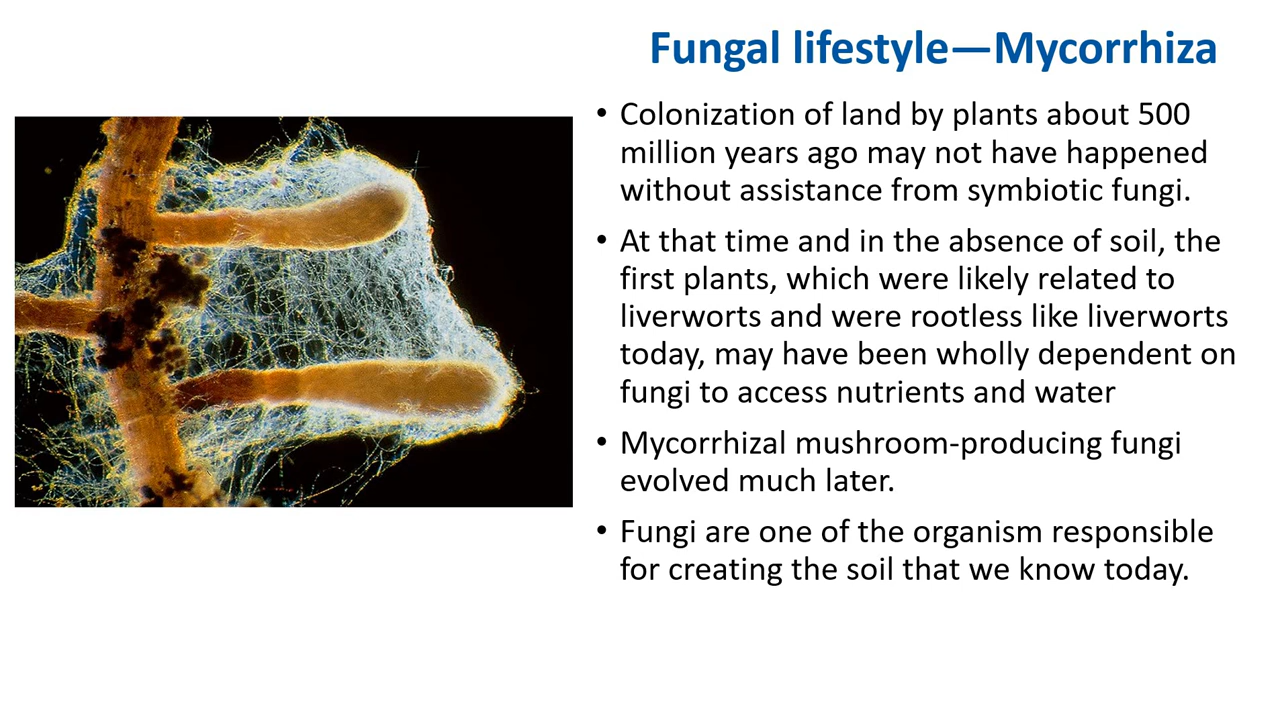 Fungal lifestyle—Mycorrhiza
• Colonization of land by plants about 500
million years ago may not have happened
without assistance from symbiotic fungi.
• At that time and in the absence of soil, the
first plants, which were likely related to
liverworts and were rootless like liverworts
today, may have been wholly dependent on
fungi to access nutrients and water
• Mycorrhizal mushroom-producing fungi
evolved much later.
• Fungi are one of the organism responsible
for creating the soil that we know today.